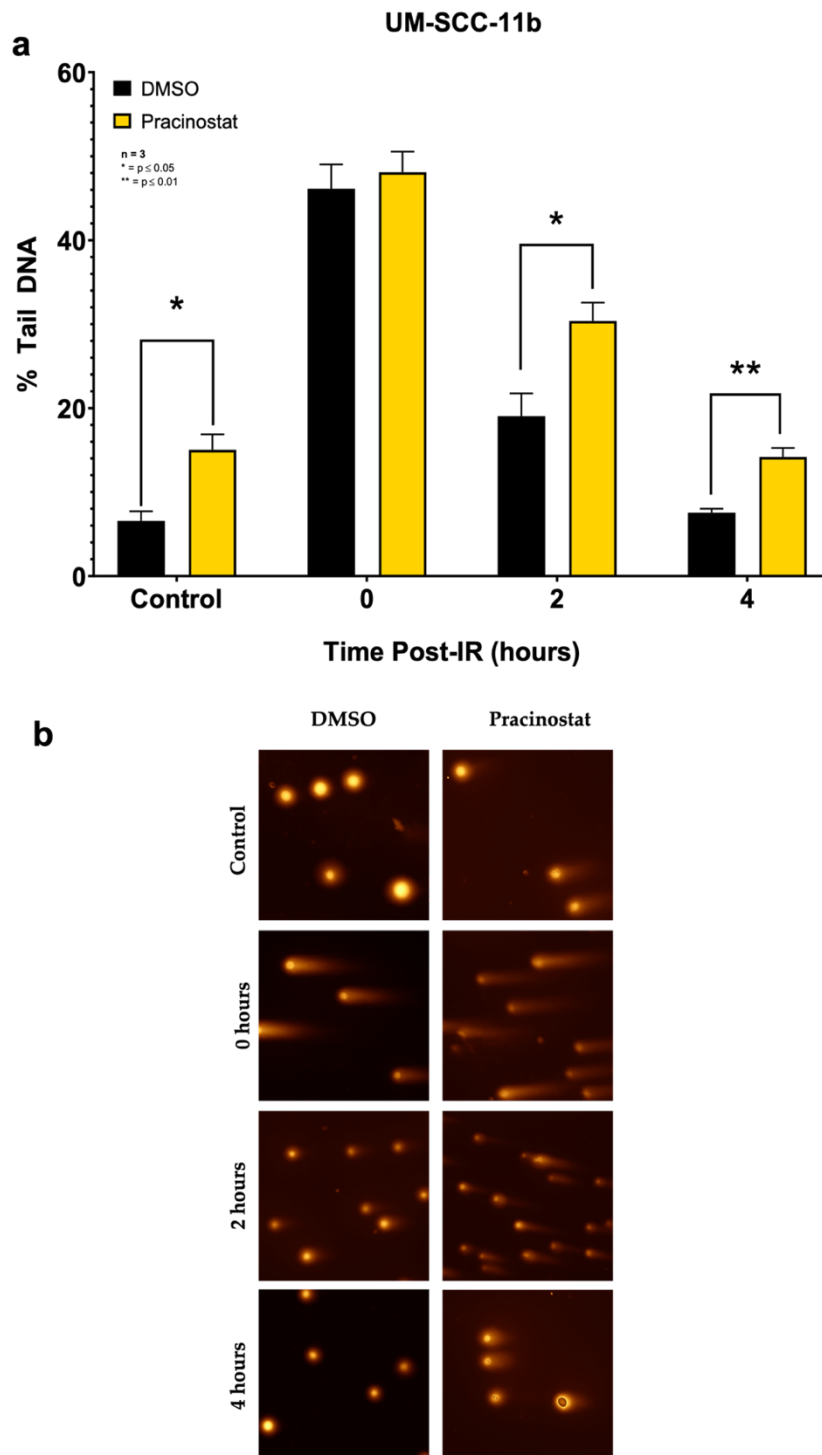 UM-SCC-11b
a
60
DMSO
Pracinostat
n = 3
* = p ≤ 0.05
** = p ≤ 0.01
40
20
0
% Tail DNA
*
*
**
Control 0 2 4
Time Post-IR (hours)
b
DMSO Pracinostat
Control
0 hours
2 hours
4 hours